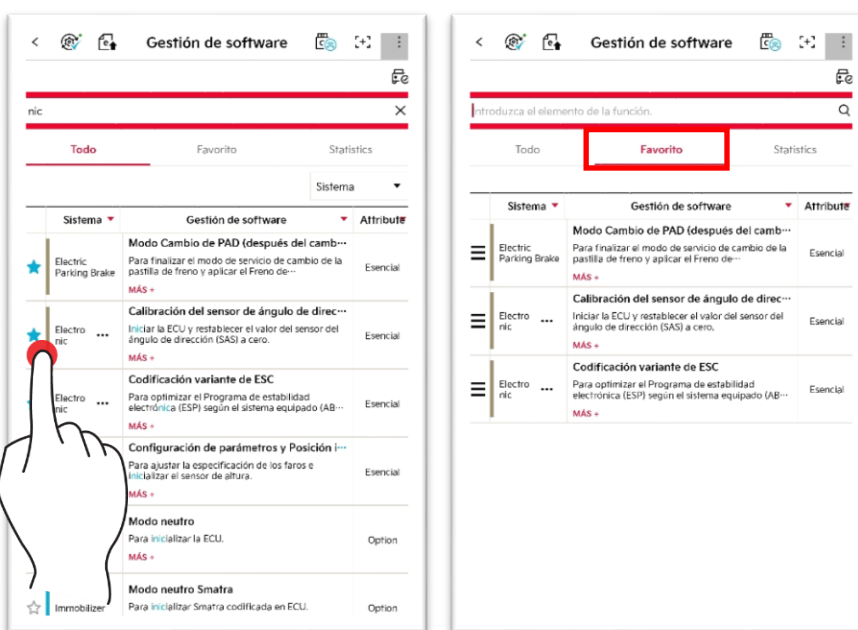 Gestión de software
nic
Todo Favorito Statistics
Sistema
Sistema Gestión de software Attribute
Electric Parking Brake
Modo Cambio de PAD (después del camb···
Para finalizar el modo de servicio de cambio de la
pastilla de freno y aplicar el Freno de···
MÁS +
Esencial
Electro
nic
Calibración del sensor de ángulo de direc···
Iniciar la ECU y restablecer el valor del sensor del
ángulo de dirección (SAS) a cero.
MÁS +
Esencial
Electro
nic
Codificación variante de ESC
Para optimizar el Programa de estabilidad
electrónica (ESP) según el sistema equipado (AB···
MÁS +
Esencial
Configuración de parámetros y Posición i···
Para ajustar la especificación de los faros e
inicializar el sensor de altura.
MÁS +
Esencial
Modo neutro
Para inicializar la ECU.
MÁS +
Option
Immobilizer
Modo neutro Smatra
Para inicializar Smatra codificada en ECU.
Option
Gestión de software
Introduzca el elemento de la función.
Todo Favorito Statistics
Sistema Gestión de software Attribute
Electric
Parking Brake
Modo Cambio de PAD (después del camb···
Para finalizar el modo de servicio de cambio de la
pastilla de freno y aplicar el Freno de···
MÁS +
Esencial
Electro
nic
Calibración del sensor de ángulo de direc···
Iniciar la ECU y restablecer el valor del sensor del
ángulo de dirección (SAS) a cero.
MÁS +
Esencial
Electro
nic
Codificación variante de ESC
Para optimizar el Programa de estabilidad
electrónica (ESP) según el sistema equipado (AB···
MÁS +
Esencial